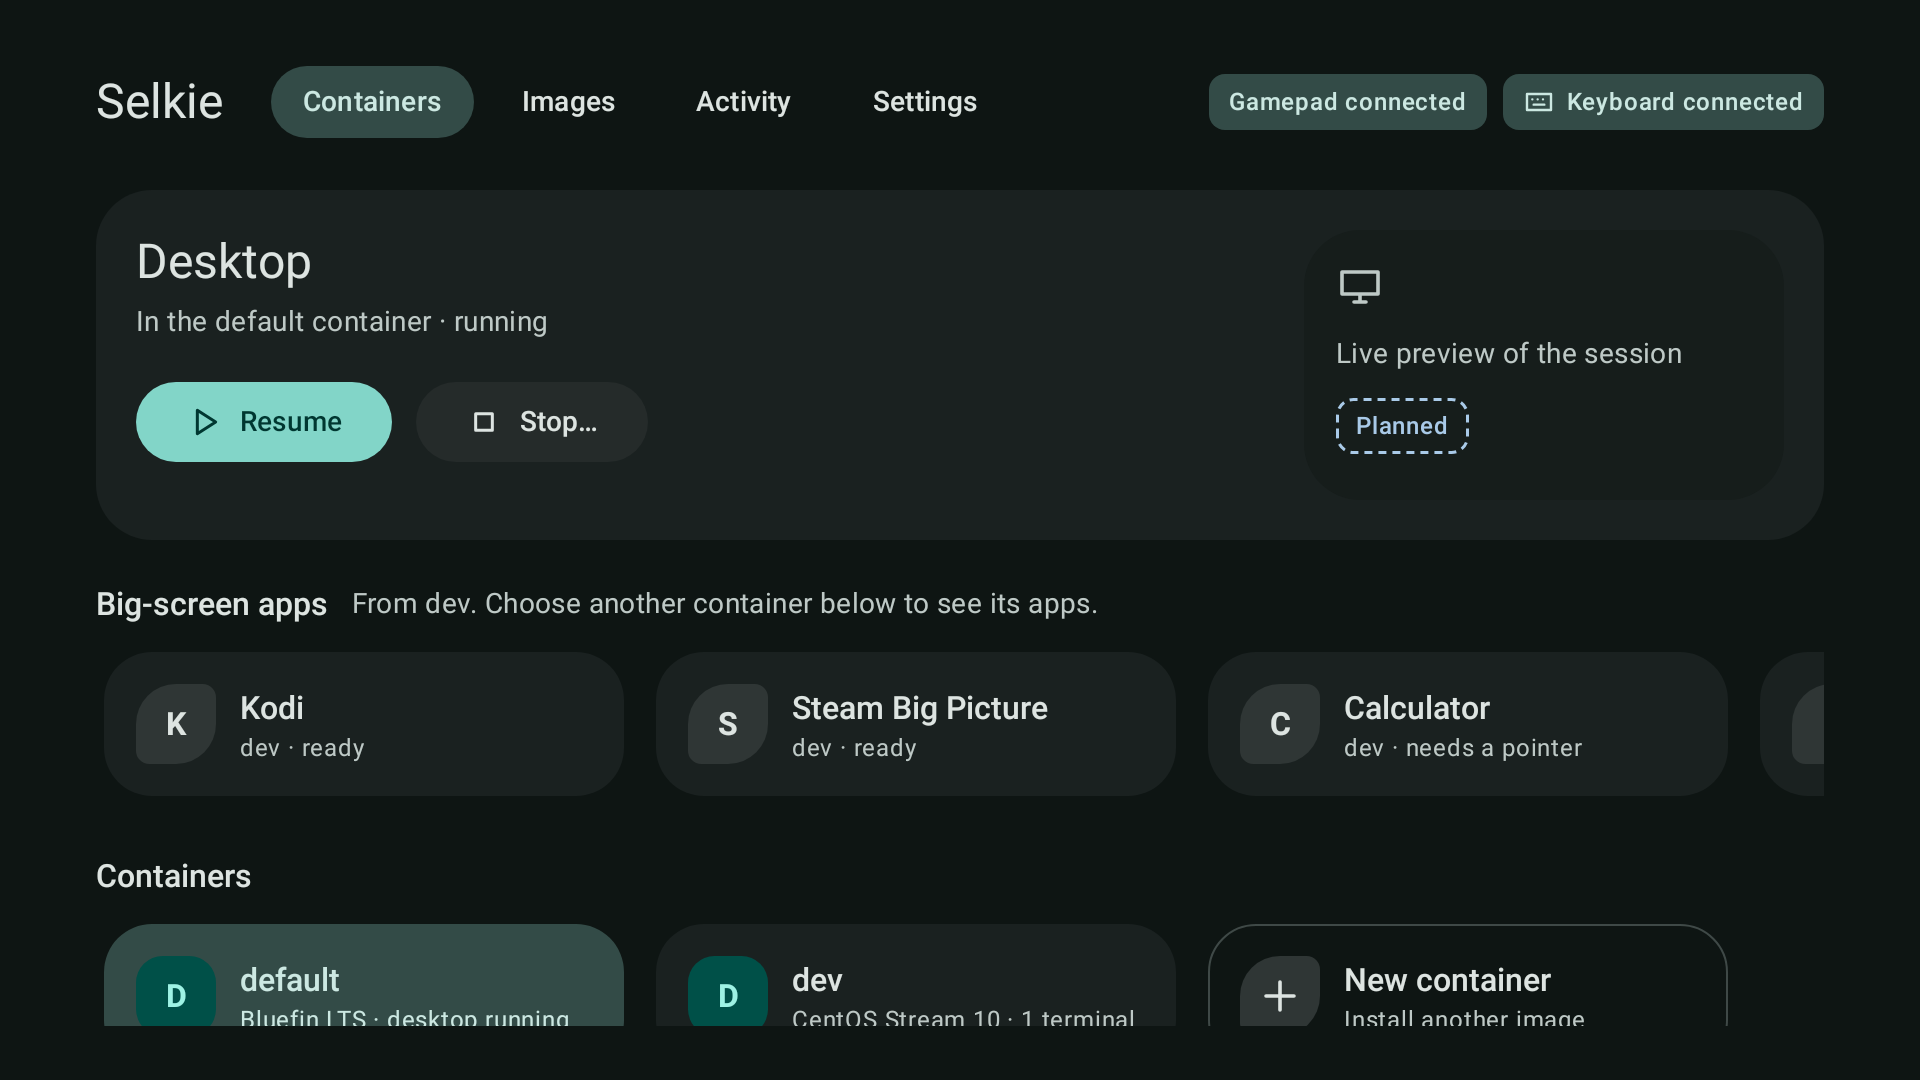 Selkie
Containers
Images
Activity
Settings
Gamepad connected
Keyboard connected
Desktop
In the default container · running
Resume
Stop…
Live preview of the session
Planned
Big-screen apps
From dev. Choose another container below to see its apps.
K
Kodi
dev · ready
S
Steam Big Picture
dev · ready
C
Calculator
dev · needs a pointer
Containers
D
default
Bluefin LTS · desktop running
D
dev
CentOS Stream 10 · 1 terminal
New container
Install another image